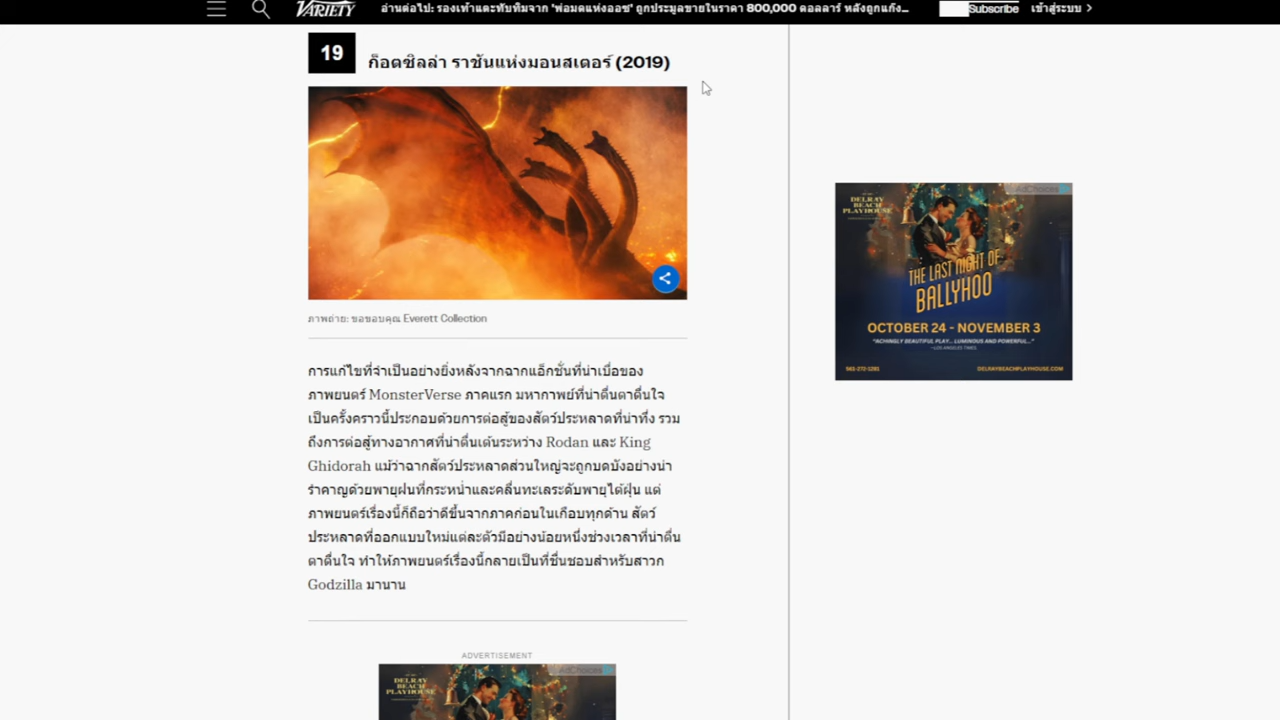 VARIETY
อ่านต่อไป: รองเท้าแตะทับทิมจาก 'พ่อมดแห่งออซ' ถูกประมูลขายในราคา 800,000 ดอลลาร์ หลังถูกแก๊ง...
Subscribe
เข้าสู่ระบบ
19
ก็อตซิลล่า ราชันแห่งมอนสเตอร์ (2019)
ภาพถ่าย: ขอขอบคุณ Everett Collection
การแก้ไขที่จำเป็นอย่างยิ่งหลังจากฉากแอ็กชั่นที่น่าเบื่อของ
ภาพยนตร์ MonsterVerse ภาคแรก มหากาพย์ที่น่าตื่นตาตื่นใจ
เป็นครั้งคราวนี้ประกอบด้วยการต่อสู้ของสัตว์ประหลาดที่น่าทึ่ง รวม
ถึงการต่อสู้ทางอากาศที่น่าตื่นเต้นระหว่าง Rodan และ King
Ghidorah แม้ว่าฉากสัตว์ประหลาดส่วนใหญ่จะถูกบดบังอย่างน่า
รำคาญด้วยพายุฝนที่กระหน่ำและคลื่นทะเลระดับพายุไต้ฝุ่น แต่
ภาพยนตร์เรื่องนี้ก็ถือว่าดีขึ้นจากภาคก่อนในเกือบทุกด้าน สัตว์
ประหลาดที่ออกแบบใหม่แต่ละตัวมีอย่างน้อยหนึ่งช่วงเวลาที่น่าตื่น
ตาตื่นใจ ทำให้ภาพยนตร์เรื่องนี้กลายเป็นที่ชื่นชอบสำหรับสาวก
Godzilla มานาน
AdChoices
DELRAY
BEACH
PLAYHOUSE
THE LAST NIGHT OF
BALLYHOO
OCTOBER 24 - NOVEMBER 3
"ACHINGLY BEAUTIFUL PLAY... LUMINOUS AND POWERFUL..."
-LOS ANGELES TIMES
561-272-1281
DELRAYBEACHPLAYHOUSE.COM
ADVERTISEMENT
AdChoices
DELRAY
BEACH
PLAYHOUSE